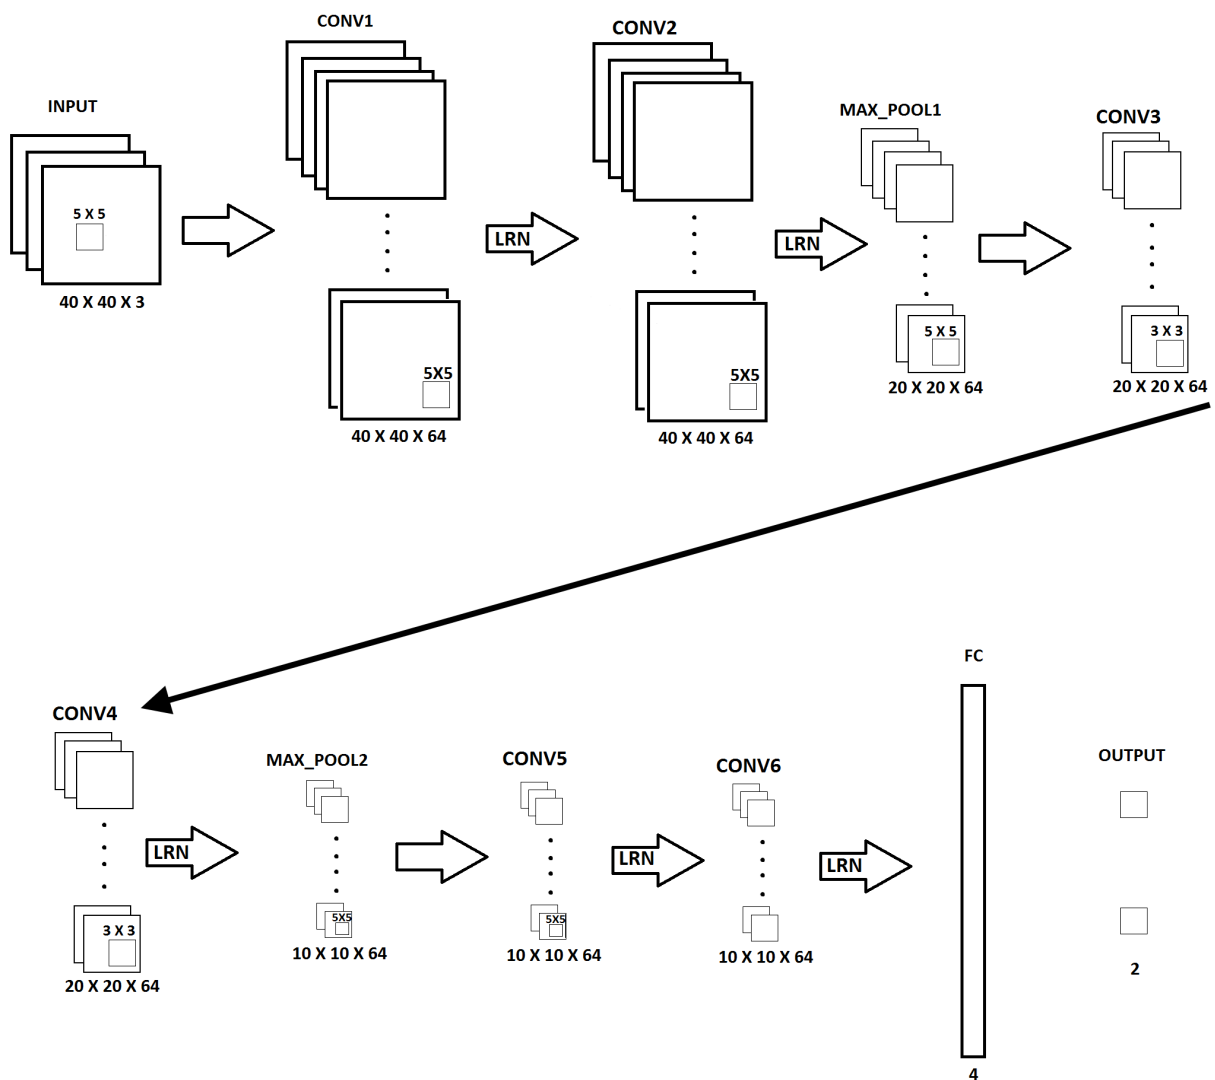 INPUT
5 X 5
40 X 40 X 3
CONV1
5X5
40 X 40 X 64
LRN
CONV2
5X5
40 X 40 X 64
LRN
MAX_POOL1
5 X 5
20 X 20 X 64
CONV3
3 X 3
20 X 20 X 64
CONV4
3 X 3
20 X 20 X 64
LRN
MAX_POOL2
5X5
10 X 10 X 64
CONV5
5X5
10 X 10 X 64
LRN
CONV6
10 X 10 X 64
LRN
FC
4
OUTPUT
2